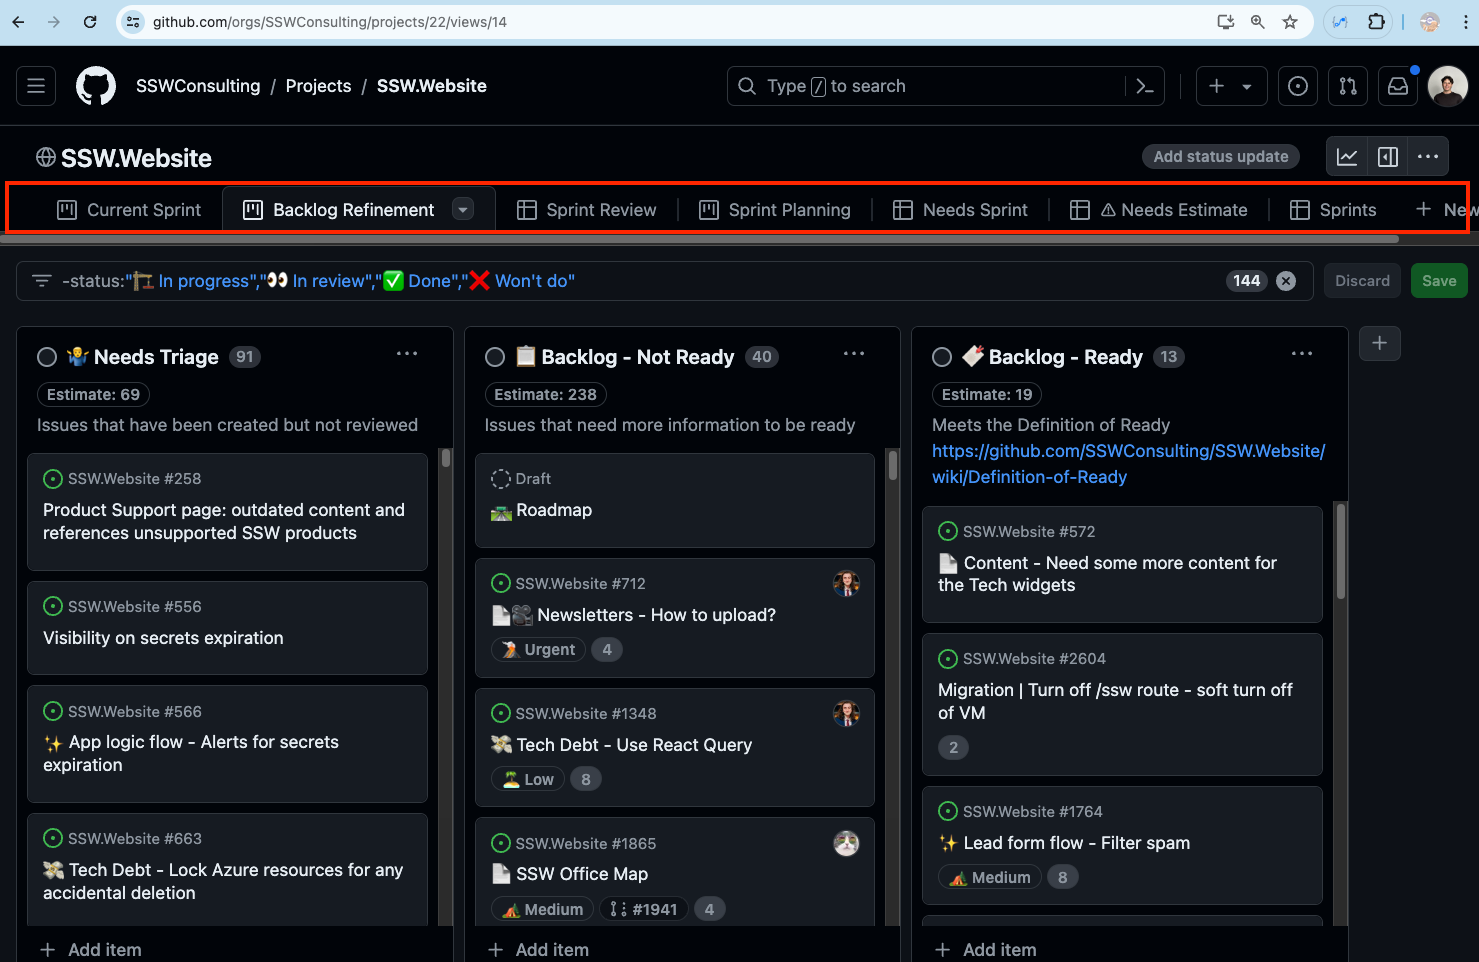 github.com/orgs/SSWConsulting/projects/22/views/14
SSWConsulting / Projects / SSW.Website
Type / to search
SSW.Website
Add status update
Current Sprint
Backlog Refinement
Sprint Review
Sprint Planning
Needs Sprint
⚠ Needs Estimate
Sprints
+ New
-status:"🏗 In progress","👀 In review","✅ Done","❌ Won't do"
144
Discard
Save
🤷‍♂️ Needs Triage 91
Estimate: 69
Issues that have been created but not reviewed
SSW.Website #258
Product Support page: outdated content and
references unsupported SSW products
SSW.Website #556
Visibility on secrets expiration
SSW.Website #566
✨ App logic flow - Alerts for secrets
expiration
SSW.Website #663
💸 Tech Debt - Lock Azure resources for any
accidental deletion
+ Add item
📋 Backlog - Not Ready 40
Estimate: 238
Issues that need more information to be ready
Draft
🛣️ Roadmap
SSW.Website #712
📄🎥 Newsletters - How to upload?
🌋 Urgent 4
SSW.Website #1348
💸 Tech Debt - Use React Query
🏝️ Low 8
SSW.Website #1865
📄 SSW Office Map
🏕️ Medium #1941 4
+ Add item
🔖 Backlog - Ready 13
Estimate: 19
Meets the Definition of Ready
https://github.com/SSWConsulting/SSW.Website/
wiki/Definition-of-Ready
SSW.Website #572
📄 Content - Need some more content for
the Tech widgets
SSW.Website #2604
Migration | Turn off /ssw route - soft turn off
of VM
2
SSW.Website #1764
✨ Lead form flow - Filter spam
🏕️ Medium 8
+ Add item